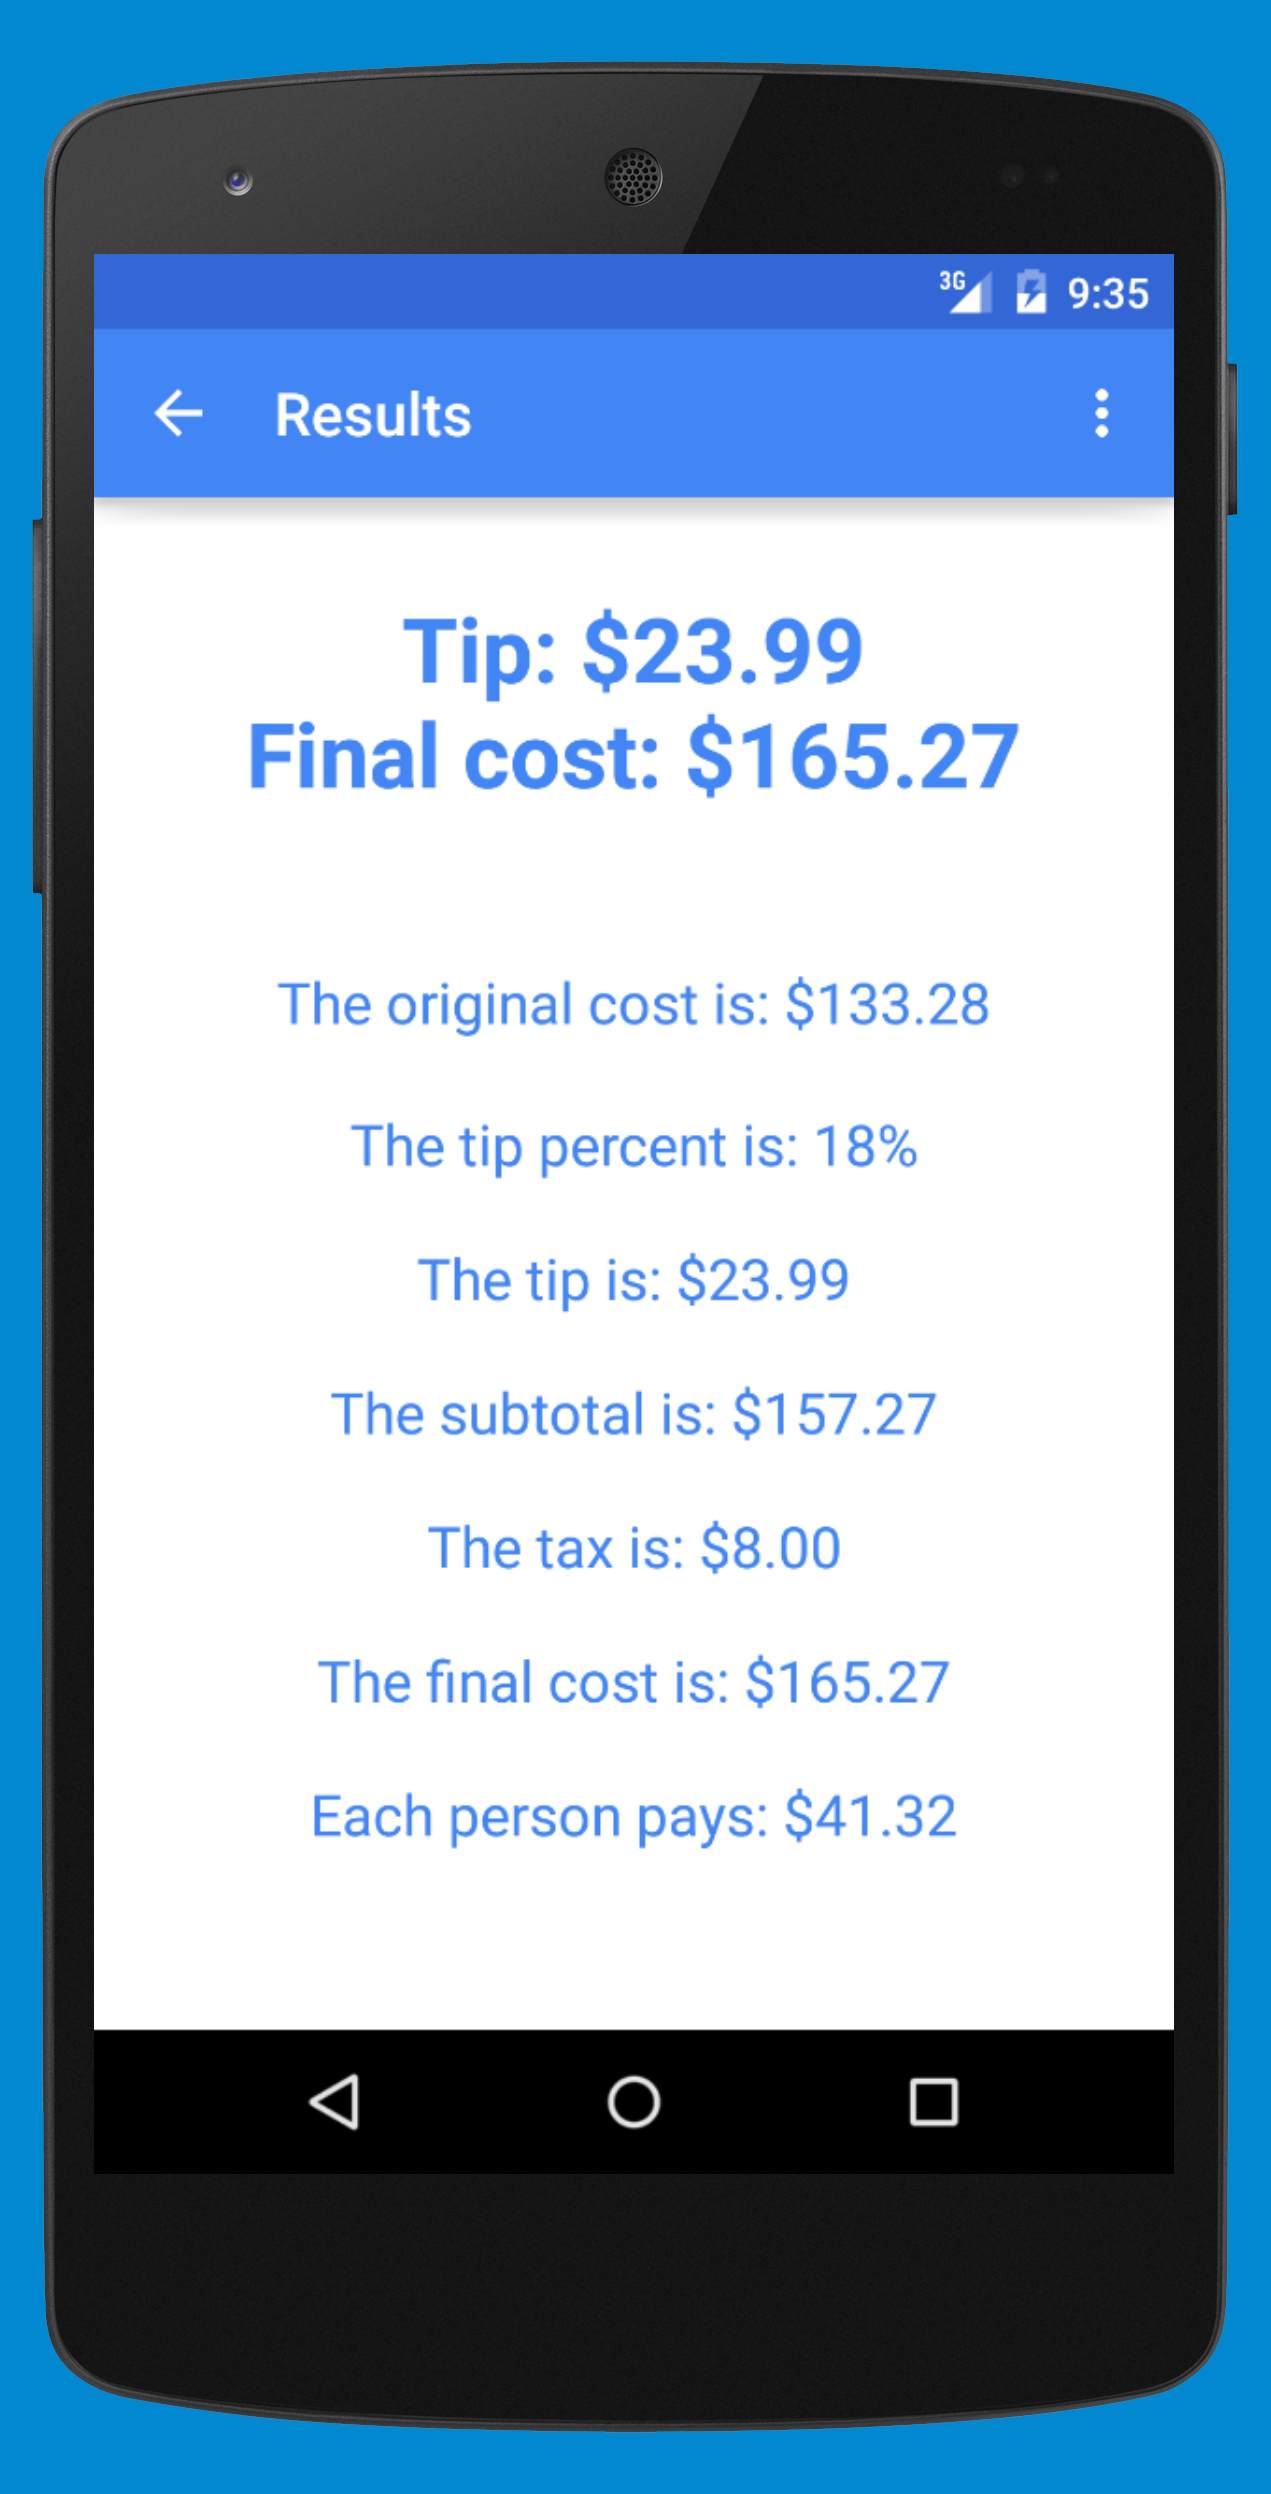 3G 9:35
Results
Tip: $23.99
Final cost: $165.27
The original cost is: $133.28
The tip percent is: 18%
The tip is: $23.99
The subtotal is: $157.27
The tax is: $8.00
The final cost is: $165.27
Each person pays: $41.32